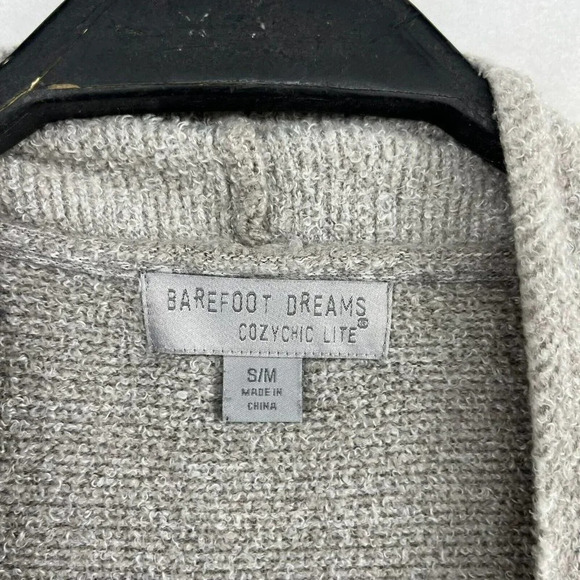 BAREFOOT DREAMS
COZYCHIC LITE®
S/M
MADE IN
CHINA